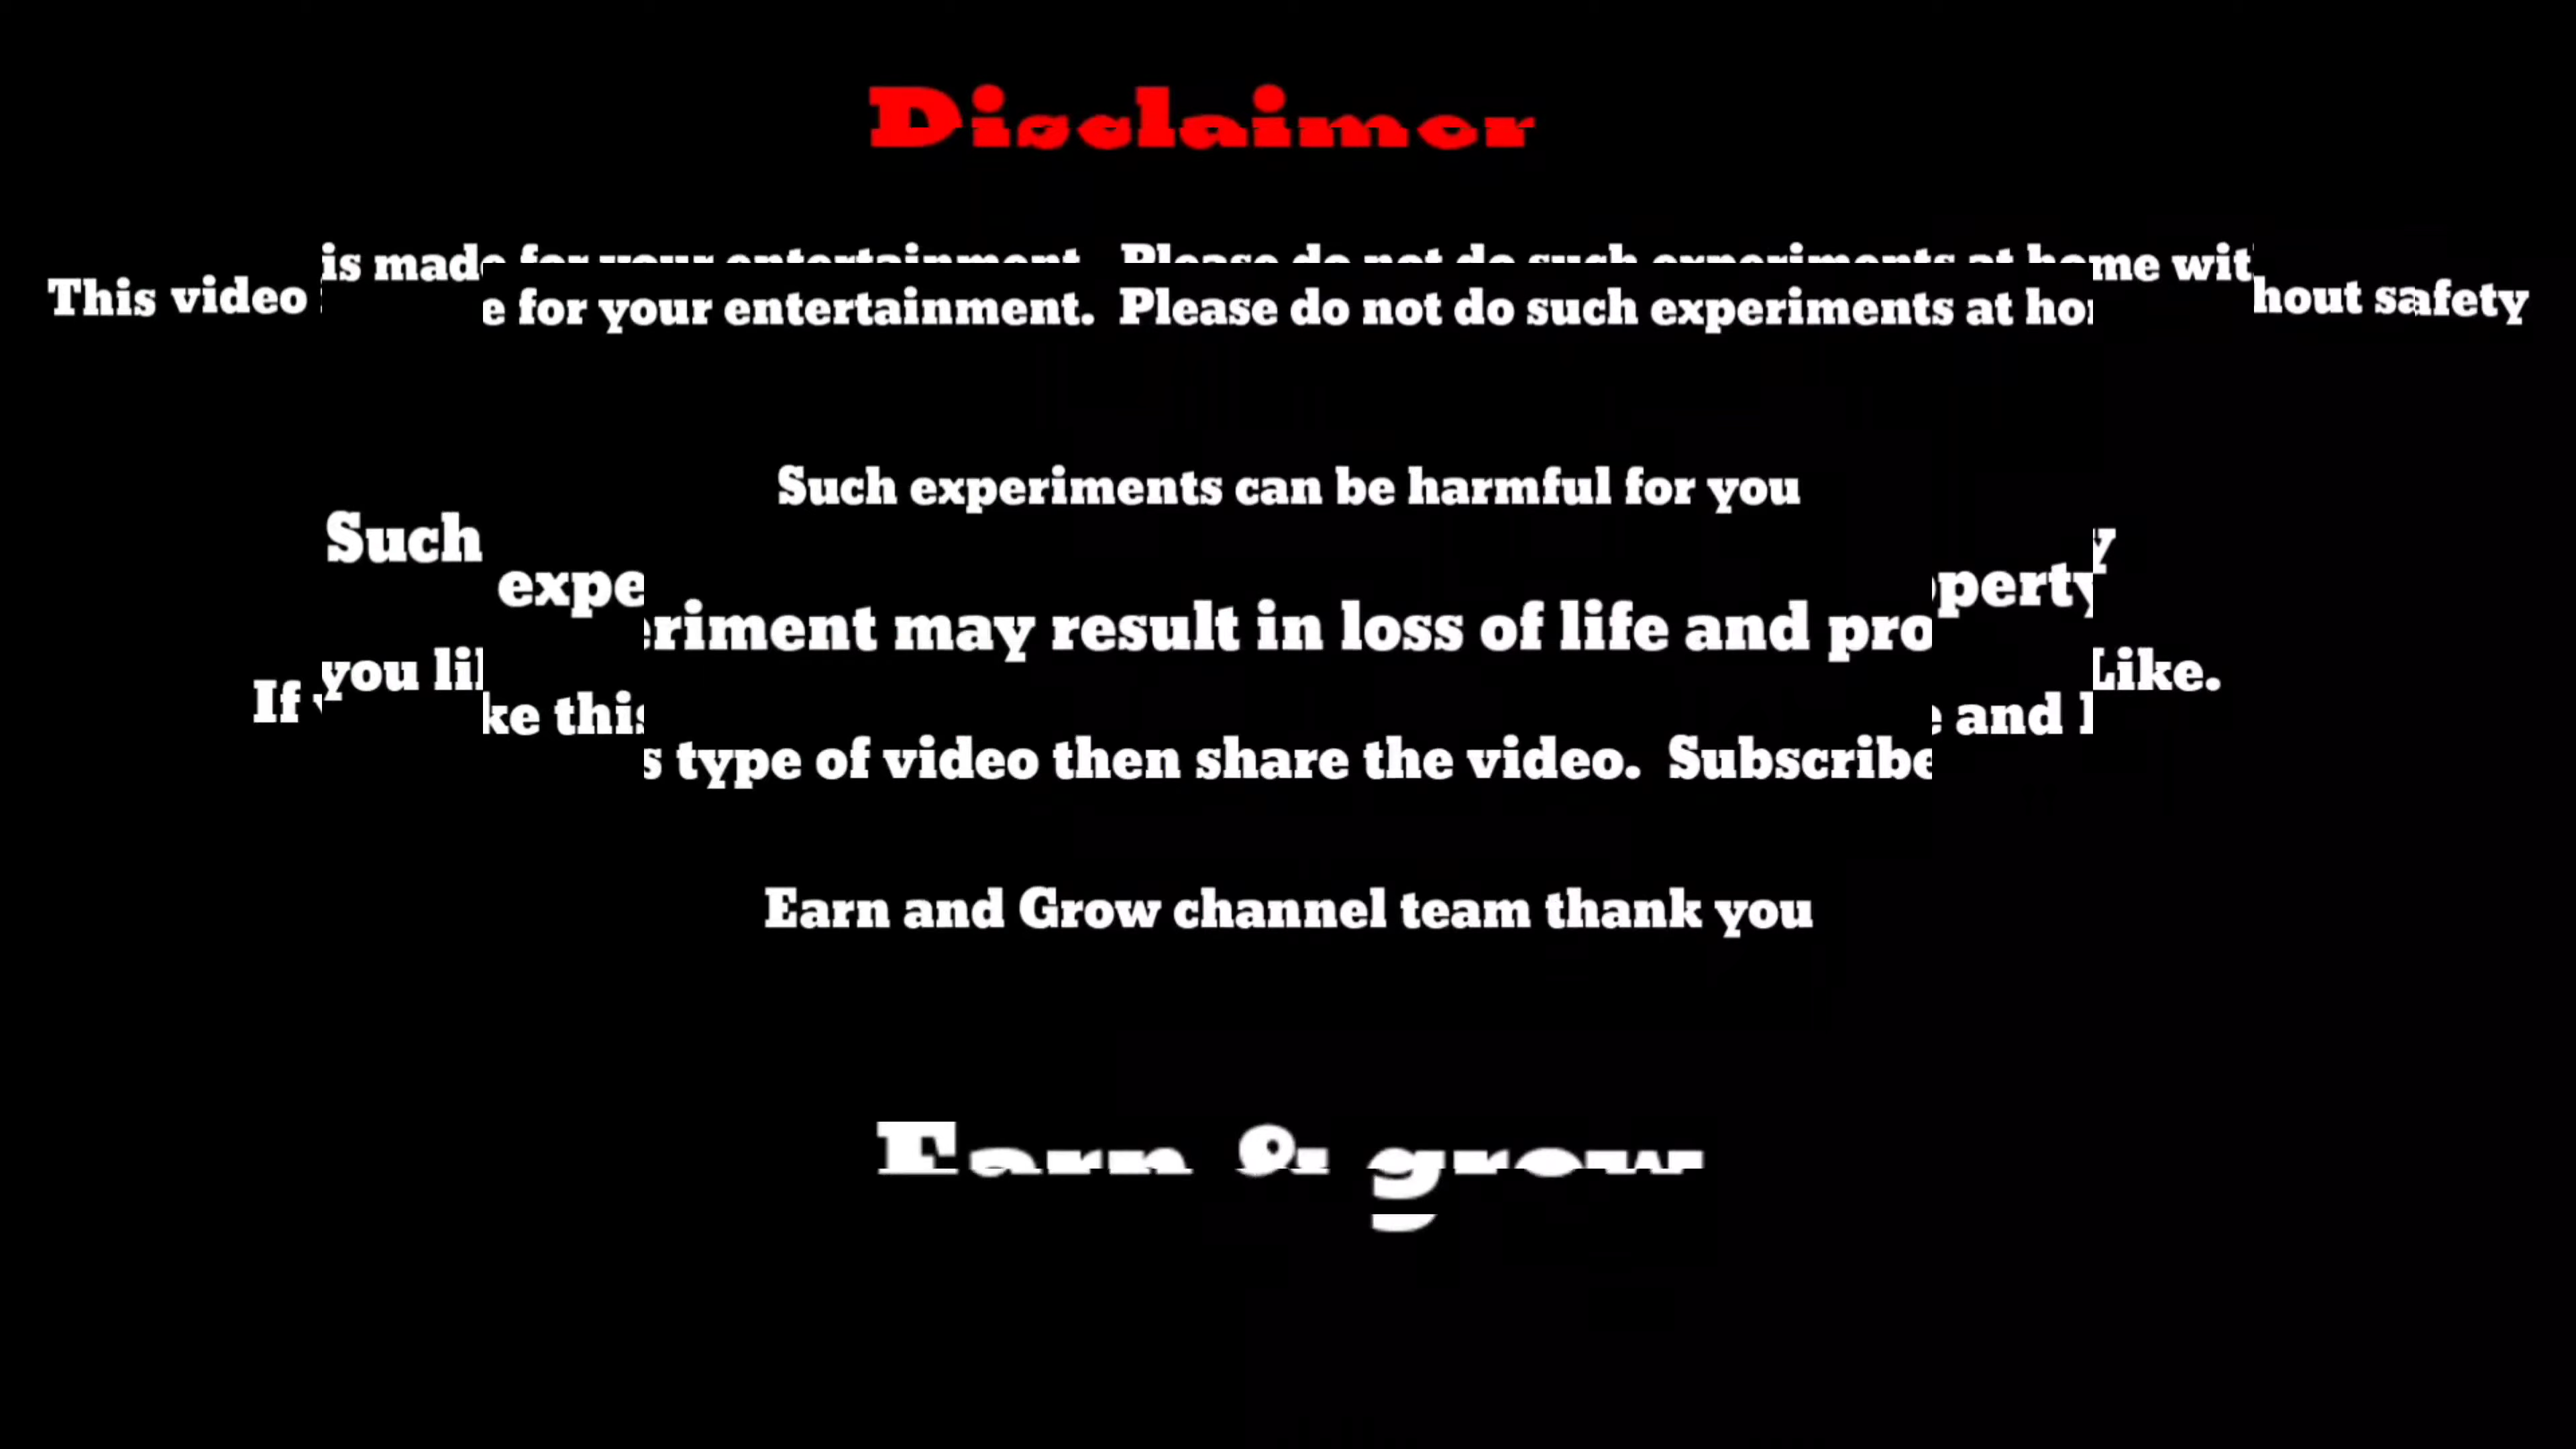 Disclaimer
This video is made for your entertainment. Please do not do such experiments at home without safety
Such experiments can be harmful for you
Such experiment may result in loss of life and property
If you like this type of video then share the video. Subscribe and Like.
Earn and Grow channel team thank you
Earn & grow